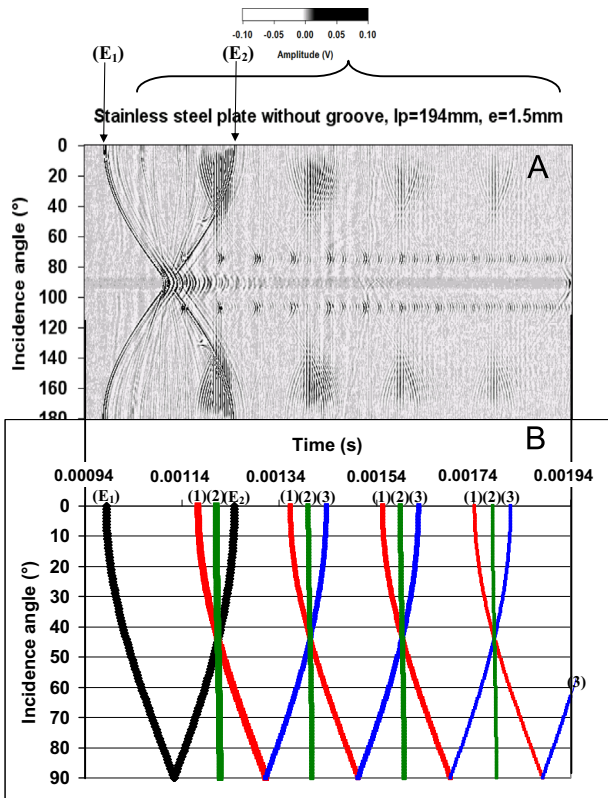 -0.10 -0.05 0.00 0.05 0.10
Amplitude (V)
(E₁) (E₂)
Stainless steel plate without groove, lp=194mm, e=1.5mm
A
Incidence angle (°)
0
20
40
60
80
100
120
140
160
180
B
Time (s)
0.00094 0.00114 0.00134 0.00154 0.00174 0.00194
(E₁) (1) (2) (E₂) (1) (2) (3) (1) (2) (3) (1) (2) (3)
Incidence angle (°)
0
10
20
30
40
50
60
70
80
90
(3)